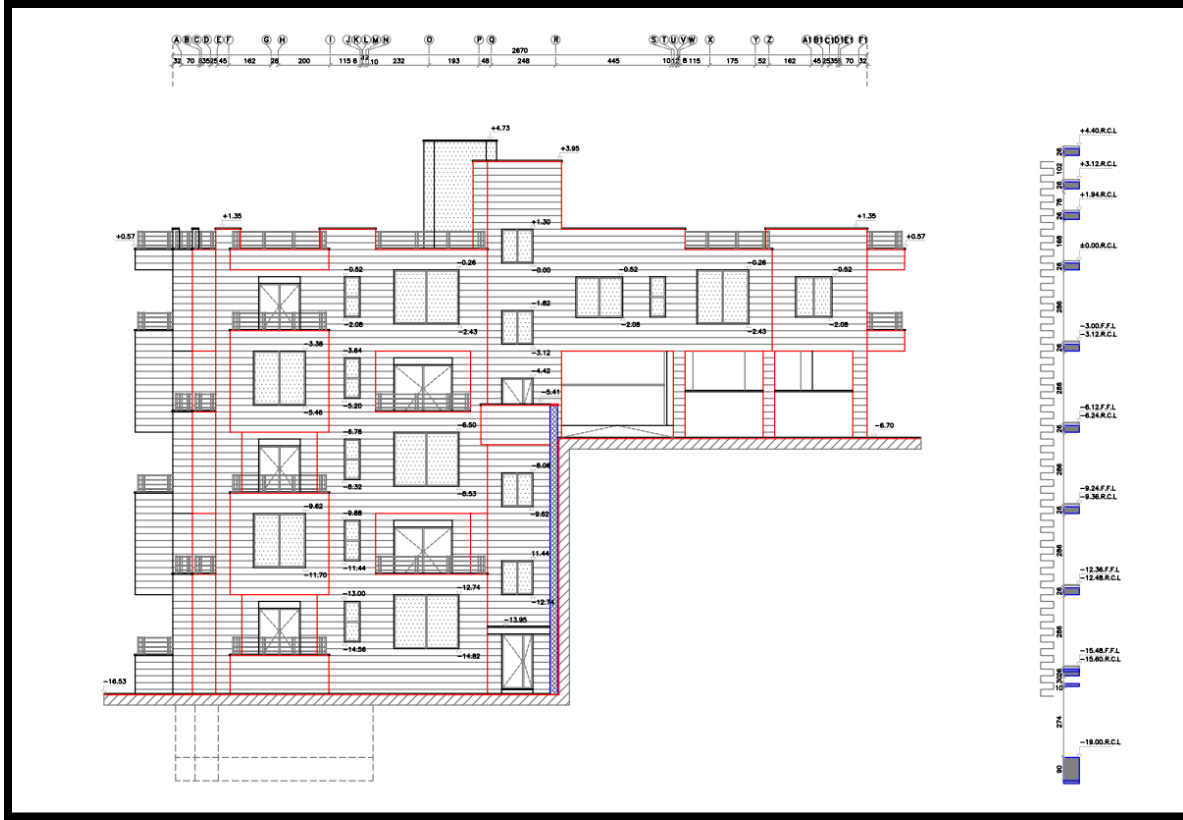 A B C D E F G H I J K L M N O P Q R S T U V W X Y Z A1 B1 C1 D1 E1 F1
2670
32 70 8 35 25 45 162 28 200 115 8 10 232 193 48 248 445 10 12 8 115 175 52 162 45 25 35 8 70 32
+4.73
+3.95
+1.35 +1.30 +1.35
+0.57 +0.57
-0.00
-0.26 -0.26
-0.52 -0.52 -0.52
-1.82
-2.08 -2.08 -2.08
-2.43 -2.43
-3.12
-3.38 -3.64
-4.42
-5.20 -5.41
-5.46
-5.76
-6.50 -6.70
-8.06
-8.32 -8.53
-9.62 -9.88 -9.62
-11.44 11.44
-11.70
-12.74 -12.74
-13.00
-13.95
-14.56 -14.82
-16.53
+4.40.R.C.L
26
102
+3.12.R.C.L
26
78
+1.94.R.C.L
26
168
±0.00.R.C.L
26
286
-3.00.F.F.L
-3.12.R.C.L
26
286
-6.12.F.F.L
-6.24.R.C.L
26
286
-9.24.F.F.L
-9.36.R.C.L
26
286
-12.36.F.F.L
-12.48.R.C.L
26
286
-15.48.F.F.L
-15.60.R.C.L
26
30
10
274
-19.00.R.C.L
90